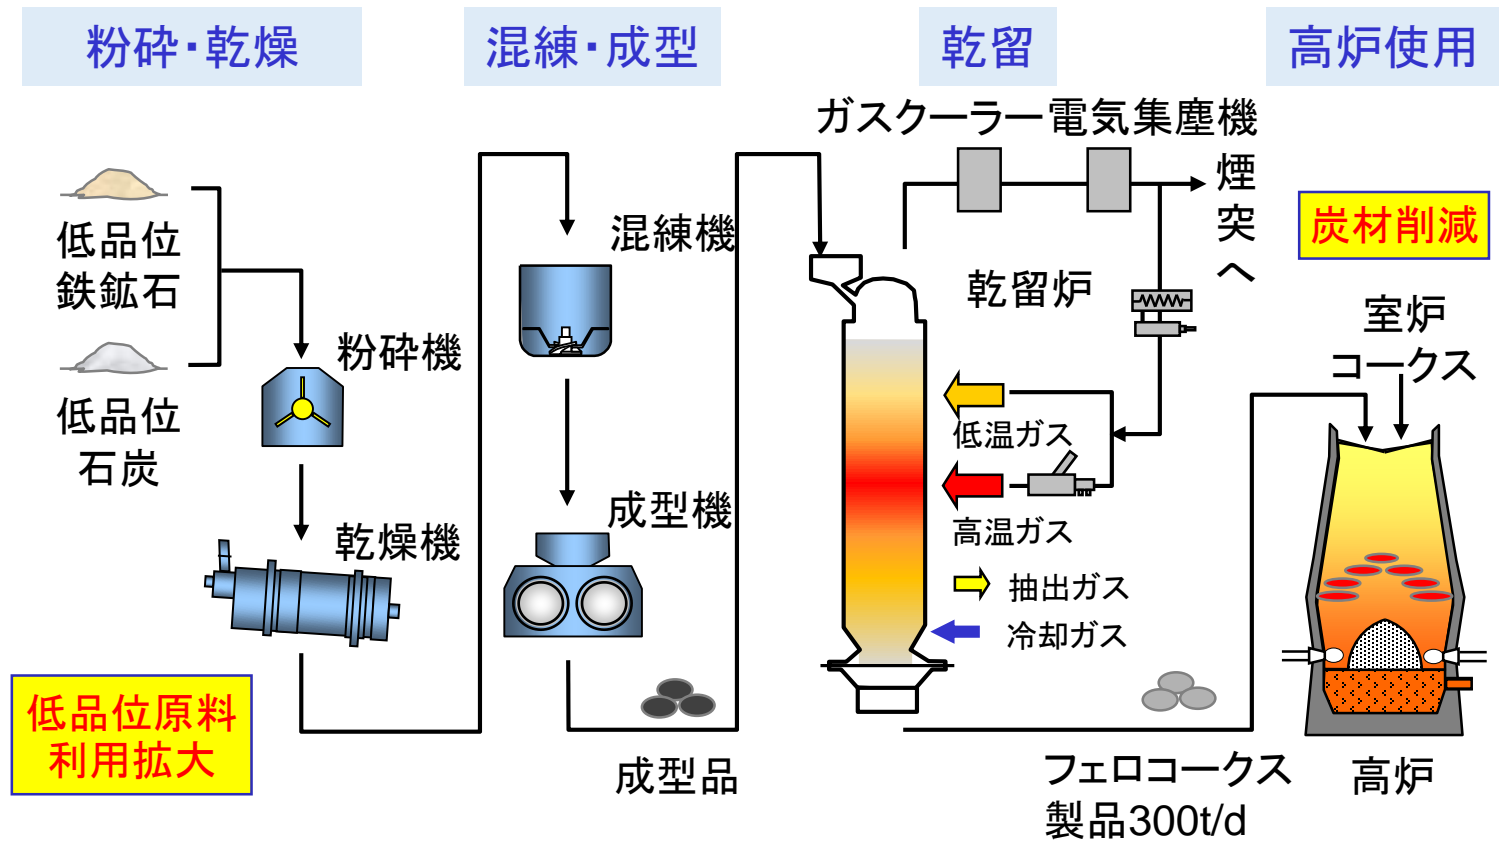 粉砕・乾燥
混練・成型
乾留
高炉使用
低品位
鉄鉱石
低品位
石炭
粉砕機
乾燥機
低品位原料
利用拡大
混練機
成型機
成型品
ガスクーラー
電気集塵機
煙突へ
乾留炉
低温ガス
高温ガス
抽出ガス
冷却ガス
フェロコークス
製品300t/d
炭材削減
室炉
コークス
高炉